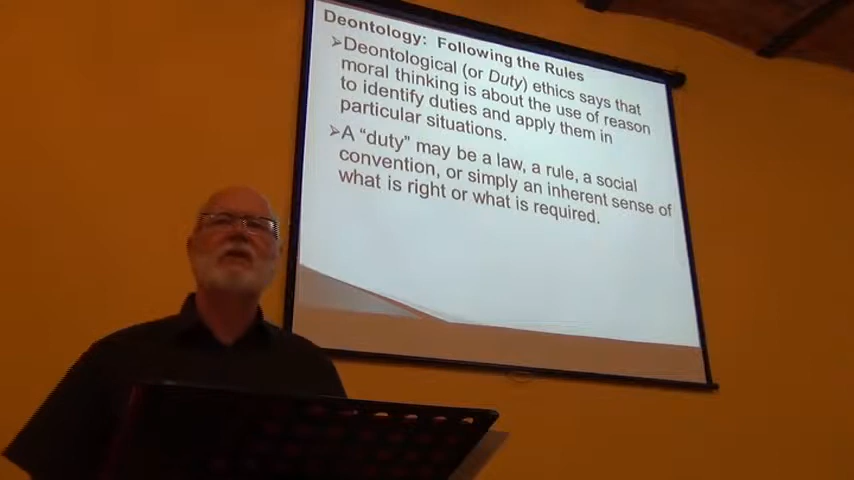 Deontology: Following the Rules
➢Deontological (or Duty) ethics says that
moral thinking is about the use of reason
to identify duties and apply them in
particular situations.
➢A “duty” may be a law, a rule, a social
convention, or simply an inherent sense of
what is right or what is required.